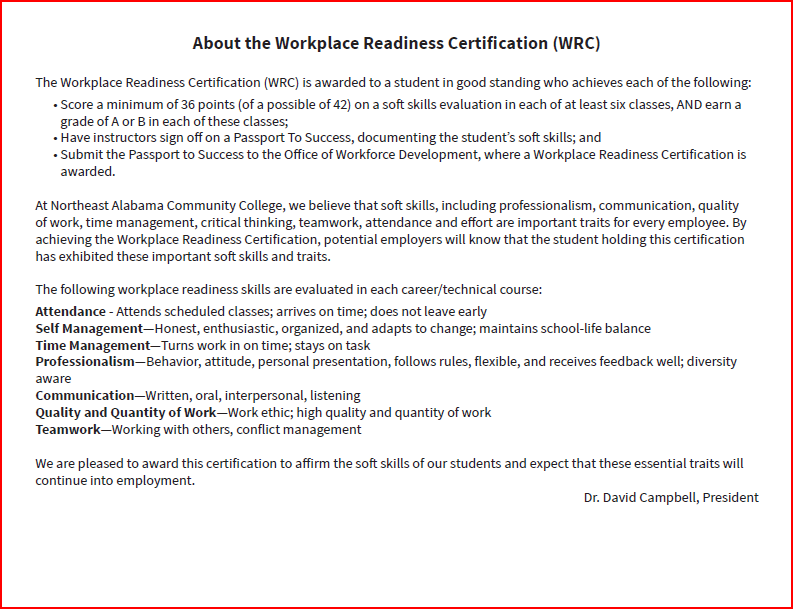 About the Workplace Readiness Certification (WRC)
The Workplace Readiness Certification (WRC) is awarded to a student in good standing who achieves each of the following:
• Score a minimum of 36 points (of a possible of 42) on a soft skills evaluation in each of at least six classes, AND earn a
grade of A or B in each of these classes;
• Have instructors sign off on a Passport To Success, documenting the student's soft skills; and
• Submit the Passport to Success to the Office of Workforce Development, where a Workplace Readiness Certification is
awarded.
At Northeast Alabama Community College, we believe that soft skills, including professionalism, communication, quality
of work, time management, critical thinking, teamwork, attendance and effort are important traits for every employee. By
achieving the Workplace Readiness Certification, potential employers will know that the student holding this certification
has exhibited these important soft skills and traits.
The following workplace readiness skills are evaluated in each career/technical course:
Attendance - Attends scheduled classes; arrives on time; does not leave early
Self Management—Honest, enthusiastic, organized, and adapts to change; maintains school-life balance
Time Management—Turns work in on time; stays on task
Professionalism—Behavior, attitude, personal presentation, follows rules, flexible, and receives feedback well; diversity
aware
Communication—Written, oral, interpersonal, listening
Quality and Quantity of Work—Work ethic; high quality and quantity of work
Teamwork—Working with others, conflict management
We are pleased to award this certification to affirm the soft skills of our students and expect that these essential traits will
continue into employment.
Dr. David Campbell, President